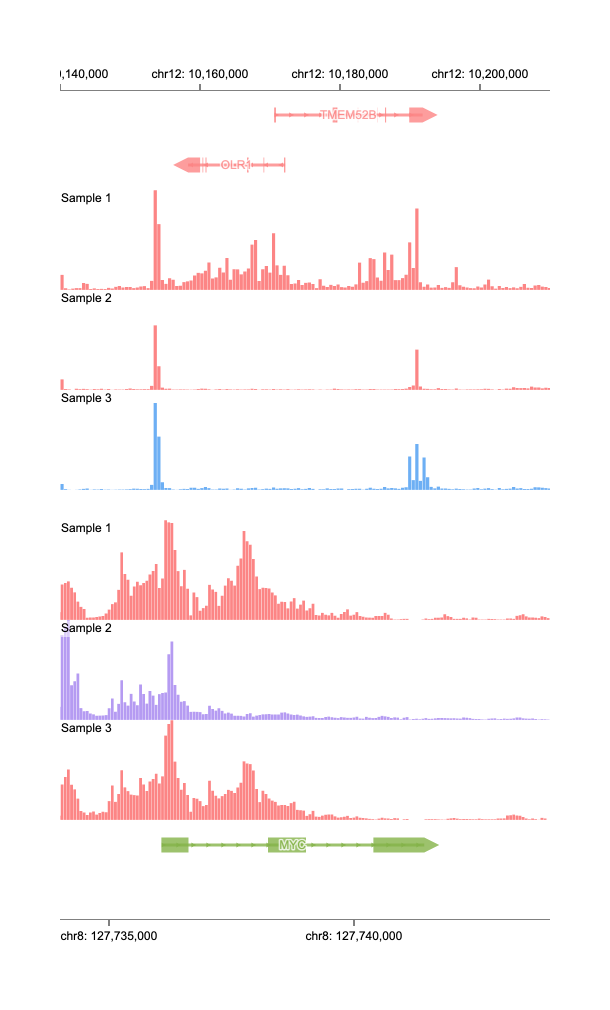 ),140,000 chr12: 10,160,000 chr12: 10,180,000 chr12: 10,200,000
TMEM52B
OLR1
Sample 1
Sample 2
Sample 3
Sample 1
Sample 2
Sample 3
MYC
chr8: 127,735,000 chr8: 127,740,000